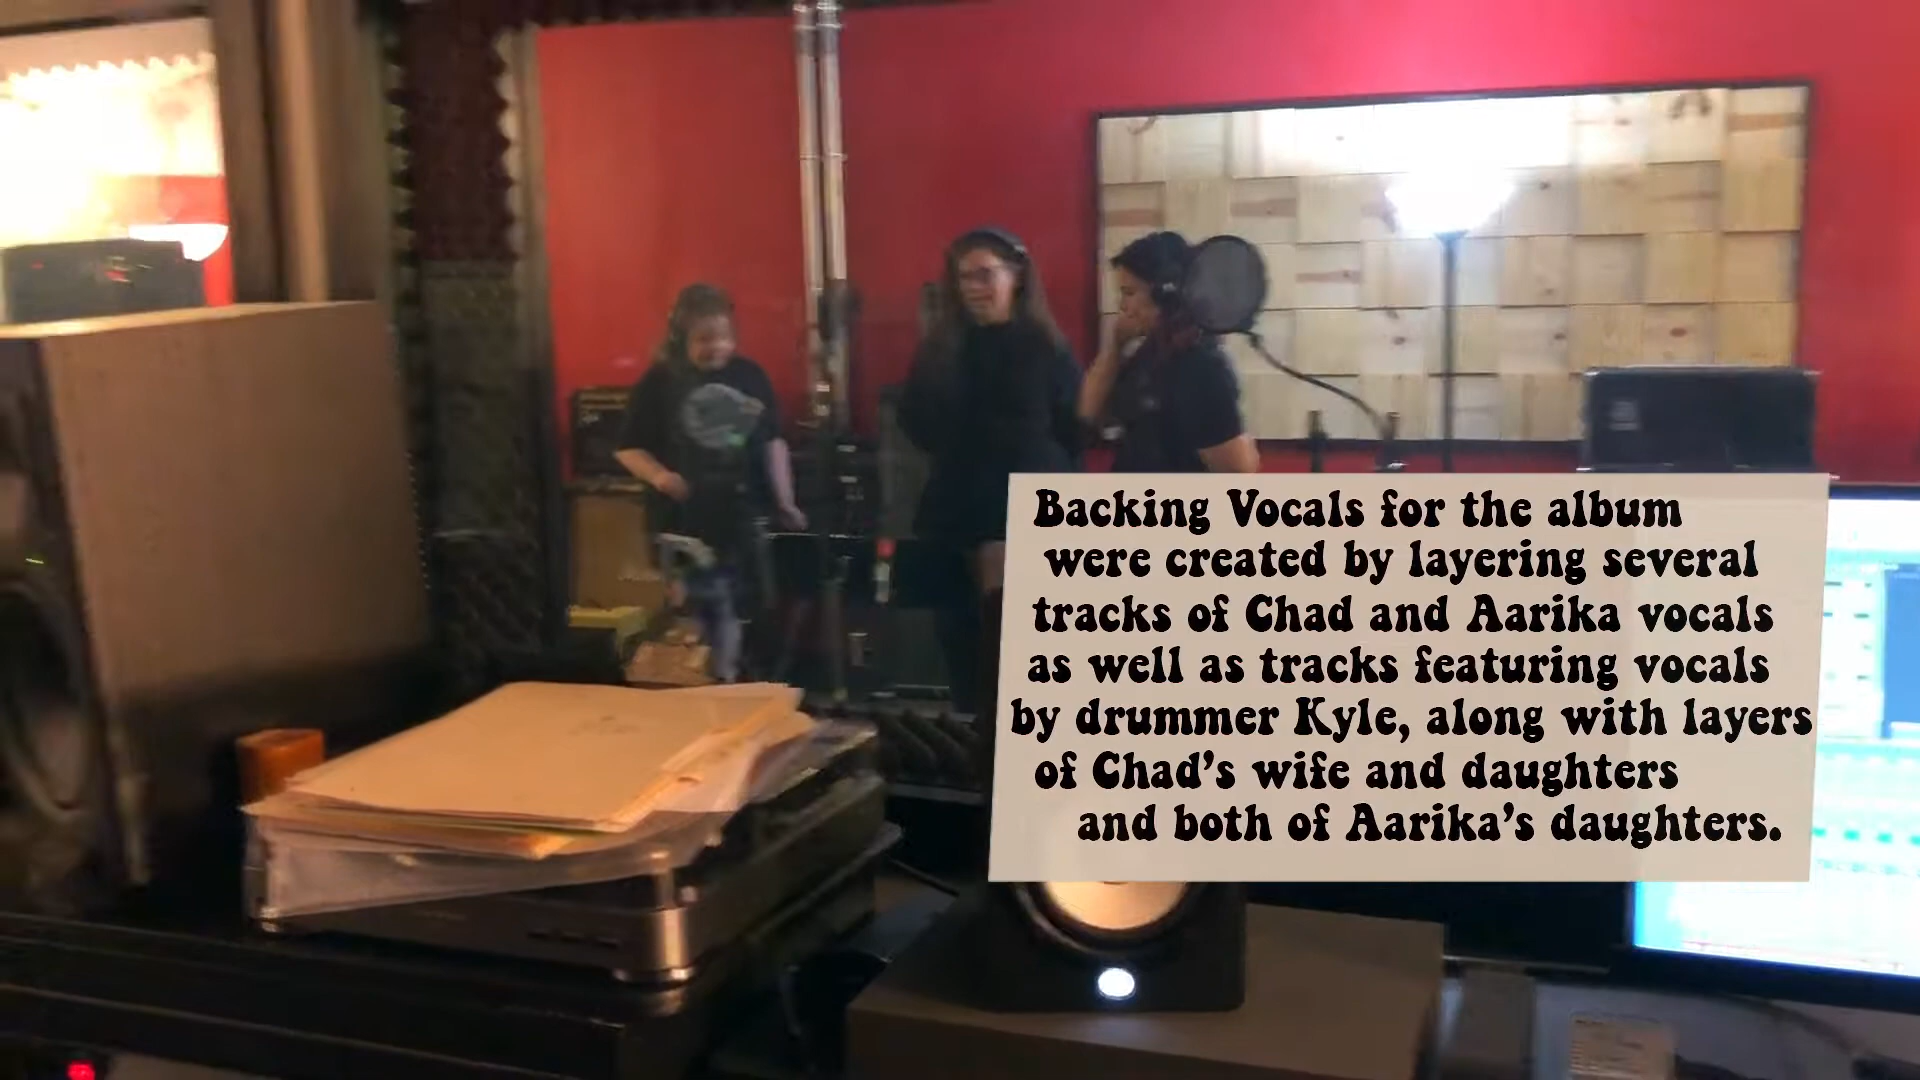 Backing Vocals for the album
were created by layering several
tracks of Chad and Aarika vocals
as well as tracks featuring vocals
by drummer Kyle, along with layers
of Chad's wife and daughters
and both of Aarika's daughters.